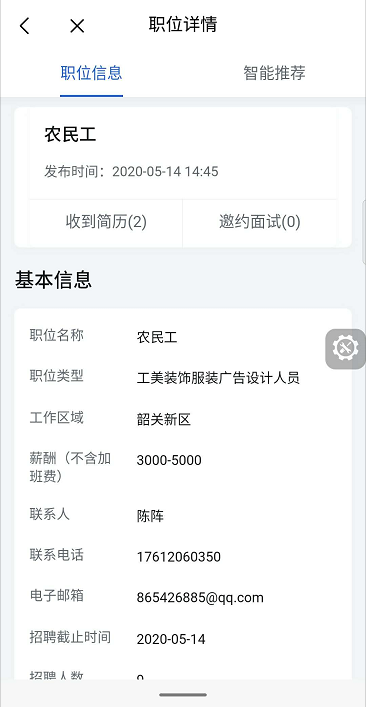 职位详情
职位信息
智能推荐
农民工
发布时间：2020-05-14 14:45
收到简历(2)
邀约面试(0)
基本信息
职位名称 农民工
职位类型 工美装饰服装广告设计人员
工作区域 韶关新区
薪酬（不含加
班费） 3000-5000
联系人 陈阵
联系电话 17612060350
电子邮箱 865426885@qq.com
招聘截止时间 2020-05-14
招聘人数